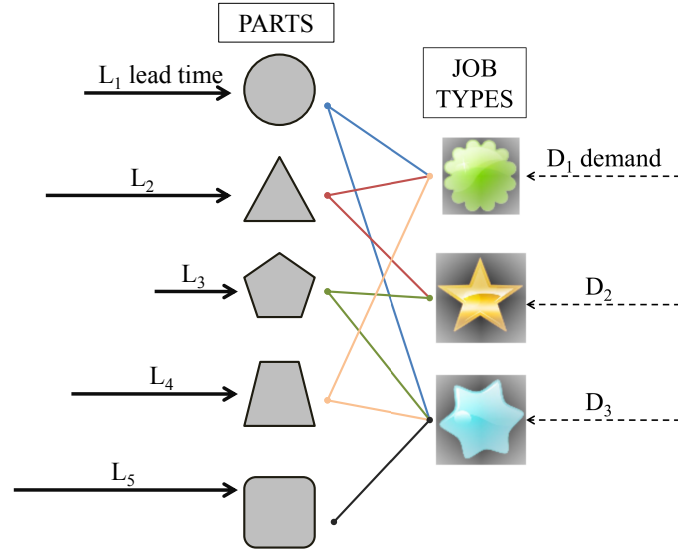 PARTS
JOB
TYPES
L₁ lead time
D₁ demand
L₂
L₃
D₂
L₄
D₃
L₅